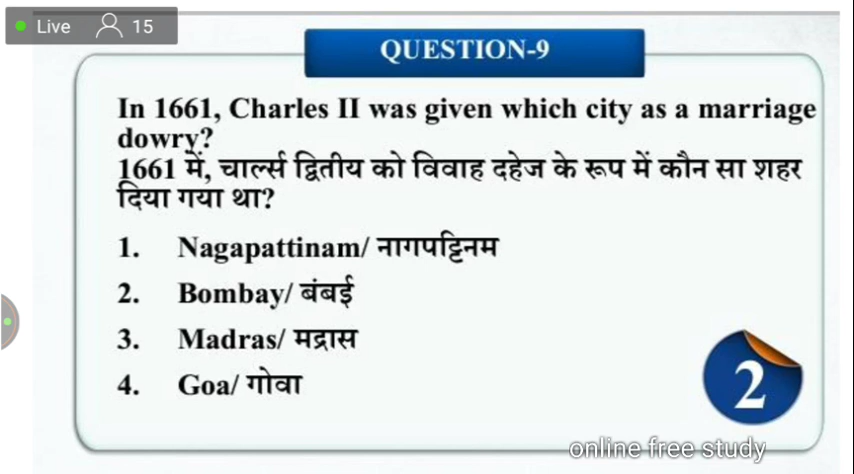 Live 15
QUESTION-9
In 1661, Charles II was given which city as a marriage
dowry?
1661 में, चार्ल्स द्वितीय को विवाह दहेज के रूप में कौन सा शहर
दिया गया था?
1. Nagapattinam/ नागपट्टिनम
2. Bombay/ बंबई
3. Madras/ मद्रास
4. Goa/ गोवा
2
online free study